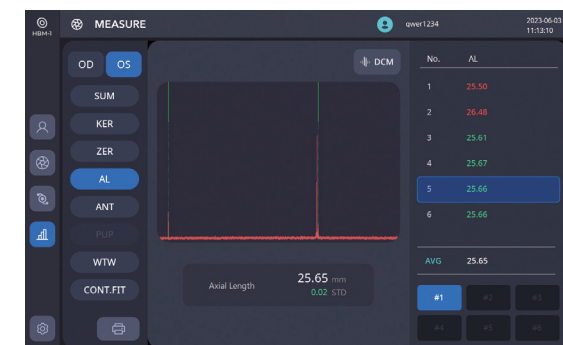 HBM-1
MEASURE
qwer1234
2023-06-03
11:13:10
OD
OS
DCM
SUM
KER
ZER
AL
ANT
PUP
WTW
CONT.FIT
Axial Length
25.65 mm
0.02 STD
No. AL
1 25.50
2 26.48
3 25.61
4 25.67
5 25.66
6 25.66
AVG 25.65
#1 #2 #3
#4 #5 #6